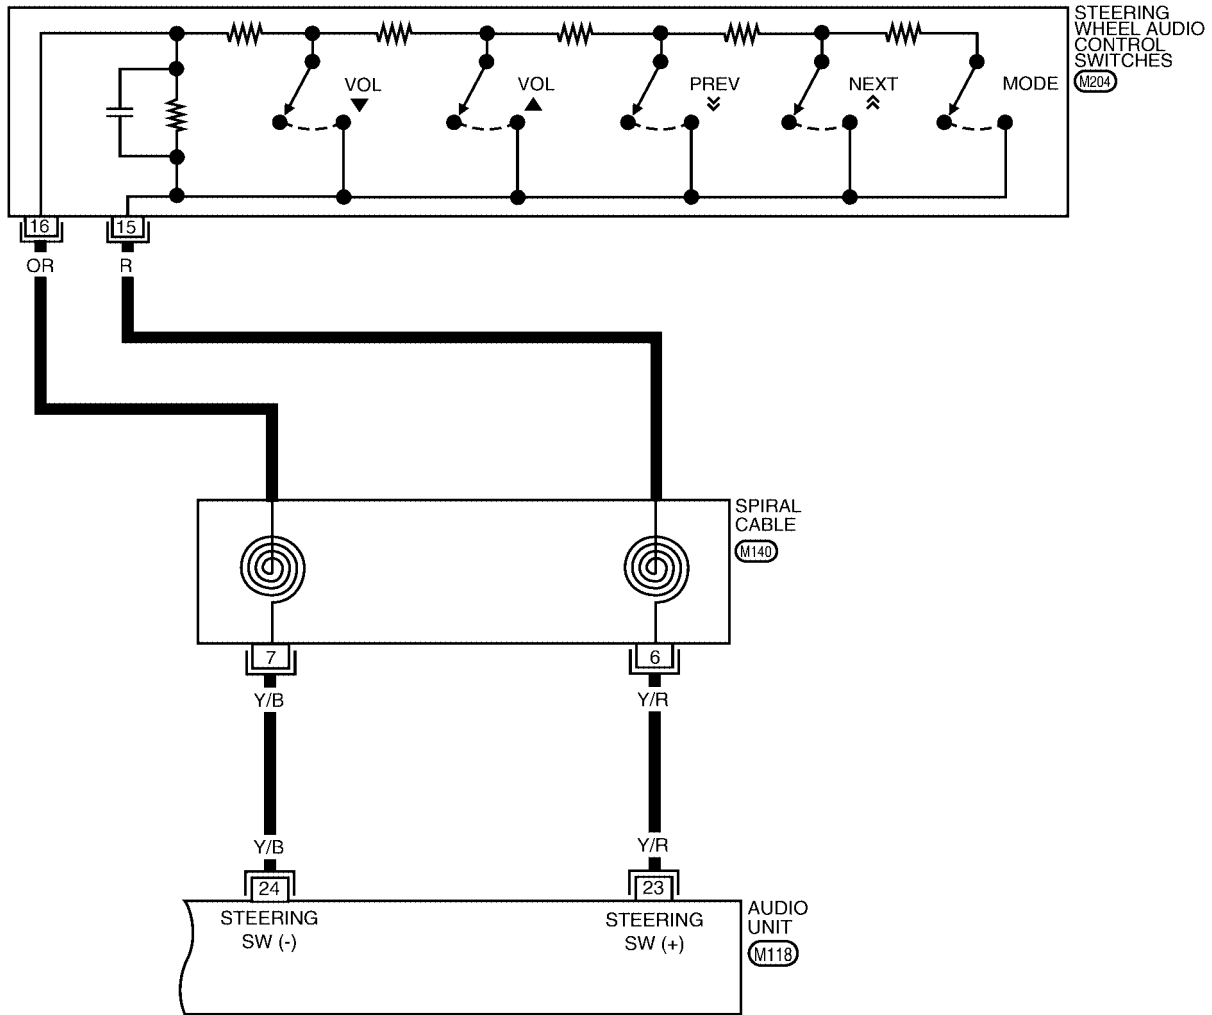 STEERING
WHEEL AUDIO
CONTROL
SWITCHES
M204
VOL
VOL
PREV
NEXT
MODE
16
15
OR
R
SPIRAL
CABLE
M140
7
6
Y/B
Y/R
Y/B
Y/R
24
23
STEERING
SW (-)
STEERING
SW (+)
AUDIO
UNIT
M118